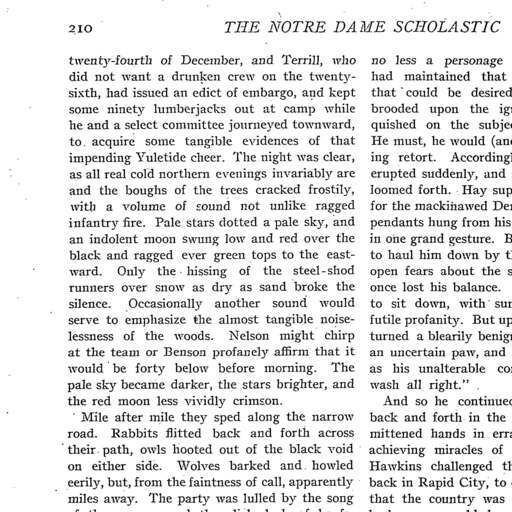 210
THE NOTRE DAME SCHOLASTIC
twenty-fourth of December, and Terrill, who
did not want a drunken crew on the twenty-
sixth, had issued an edict of embargo, and kept
some ninety lumberjacks out at camp while
he and a select committee journeyed townward,
to acquire some tangible evidences of that
impending Yuletide cheer. The night was clear,
as all real cold northern evenings invariably are
and the boughs of the trees cracked frostily,
with a volume of sound not unlike ragged
infantry fire. Pale stars dotted a pale sky, and
an indolent moon swung low and red over the
black and ragged ever green tops to the east-
ward. Only the hissing of the steel-shod
runners over snow as dry as sand broke the
silence. Occasionally another sound would
serve to emphasize the almost tangible noise-
lessness of the woods. Nelson might chirp
at the team or Benson profanely affirm that it
would be forty below before morning. The
pale sky became darker, the stars brighter, and
the red moon less vividly crimson.
Mile after mile they sped along the narrow
road. Rabbits flitted back and forth across
their path, owls hooted out of the black void
on either side. Wolves barked and howled
eerily, but, from the faintness of call, apparently
miles away. The party was lulled by the song
no less a personage
had maintained that
that could be desired
brooded upon the
quished on the
He must, he would
ing retort.
erupted suddenly, and
loomed forth. Hay
for the mackinawed
pendants hung from his
in one grand gesture.
to haul him down by
open fears about the
once lost his balance.
to sit down, with
futile profanity. But
turned a blearily
an uncertain paw, and
as his unalterable
wash all right."
And so he continued
back and forth in the
mittened hands in
achieving miracles of
Hawkins challenged
back in Rapid City, to
that the country was